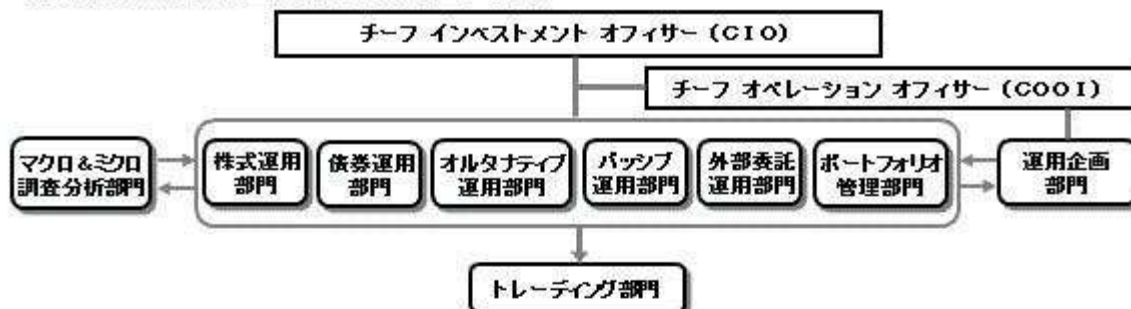 チーフ インベストメント オフィサー (CIO)
チーフ オペレーション オフィサー (COOI)
マクロ&ミクロ
調査分析部門
株式運用
部門
債券運用
部門
オルタナティブ
運用部門
パッシブ
運用部門
外部委託
運用部門
ポートフォリオ
管理部門
運用企画
部門
トレーディング部門